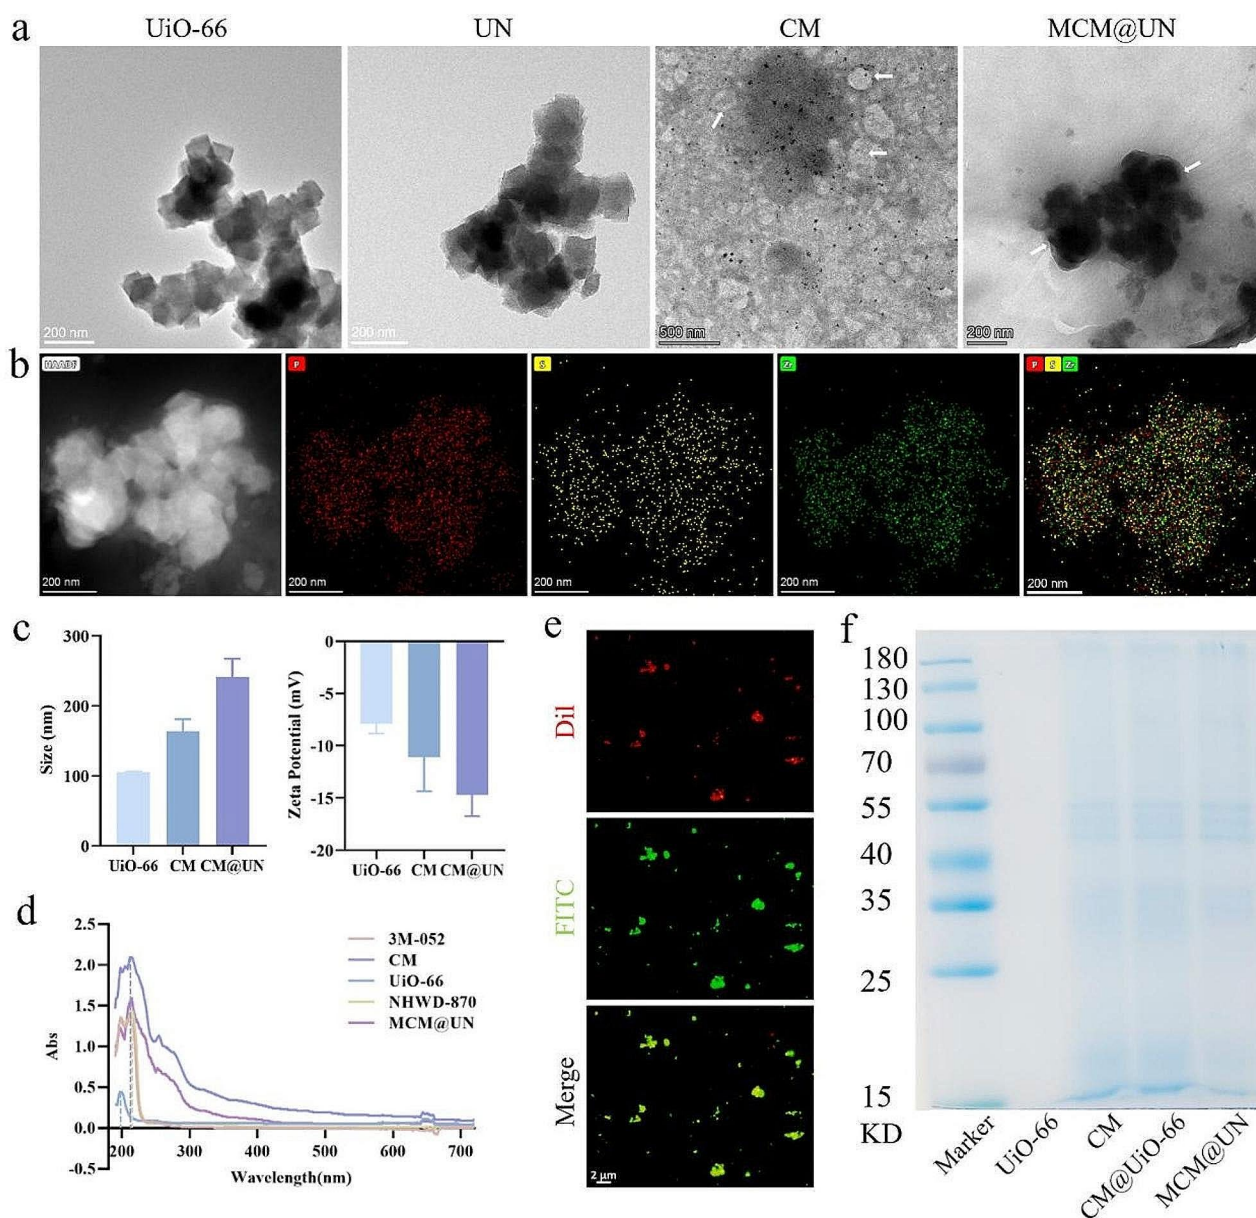 a
UiO-66 UN CM MCM@UN
200 nm 200 nm 500 nm 200 nm
b
HAADF P S Zr P S Zr
200 nm 200 nm 200 nm 200 nm 200 nm
c
Size (nm)
300
200
100
0
UiO-66 CM CM@UN
Zeta Potential (mV)
0
-5
-10
-15
-20
UiO-66 CM CM@UN
d
Abs
2.5
2.0
1.5
1.0
0.5
0.0
-0.5
200 300 400 500 600 700
Wavelength(nm)
3M-052
CM
UiO-66
NHWD-870
MCM@UN
e
Dil
FITC
Merge
2 μm
f
180
130
100
70
55
40
35
25
15
KD
Marker UiO-66 CM CM@UiO-66 MCM@UN